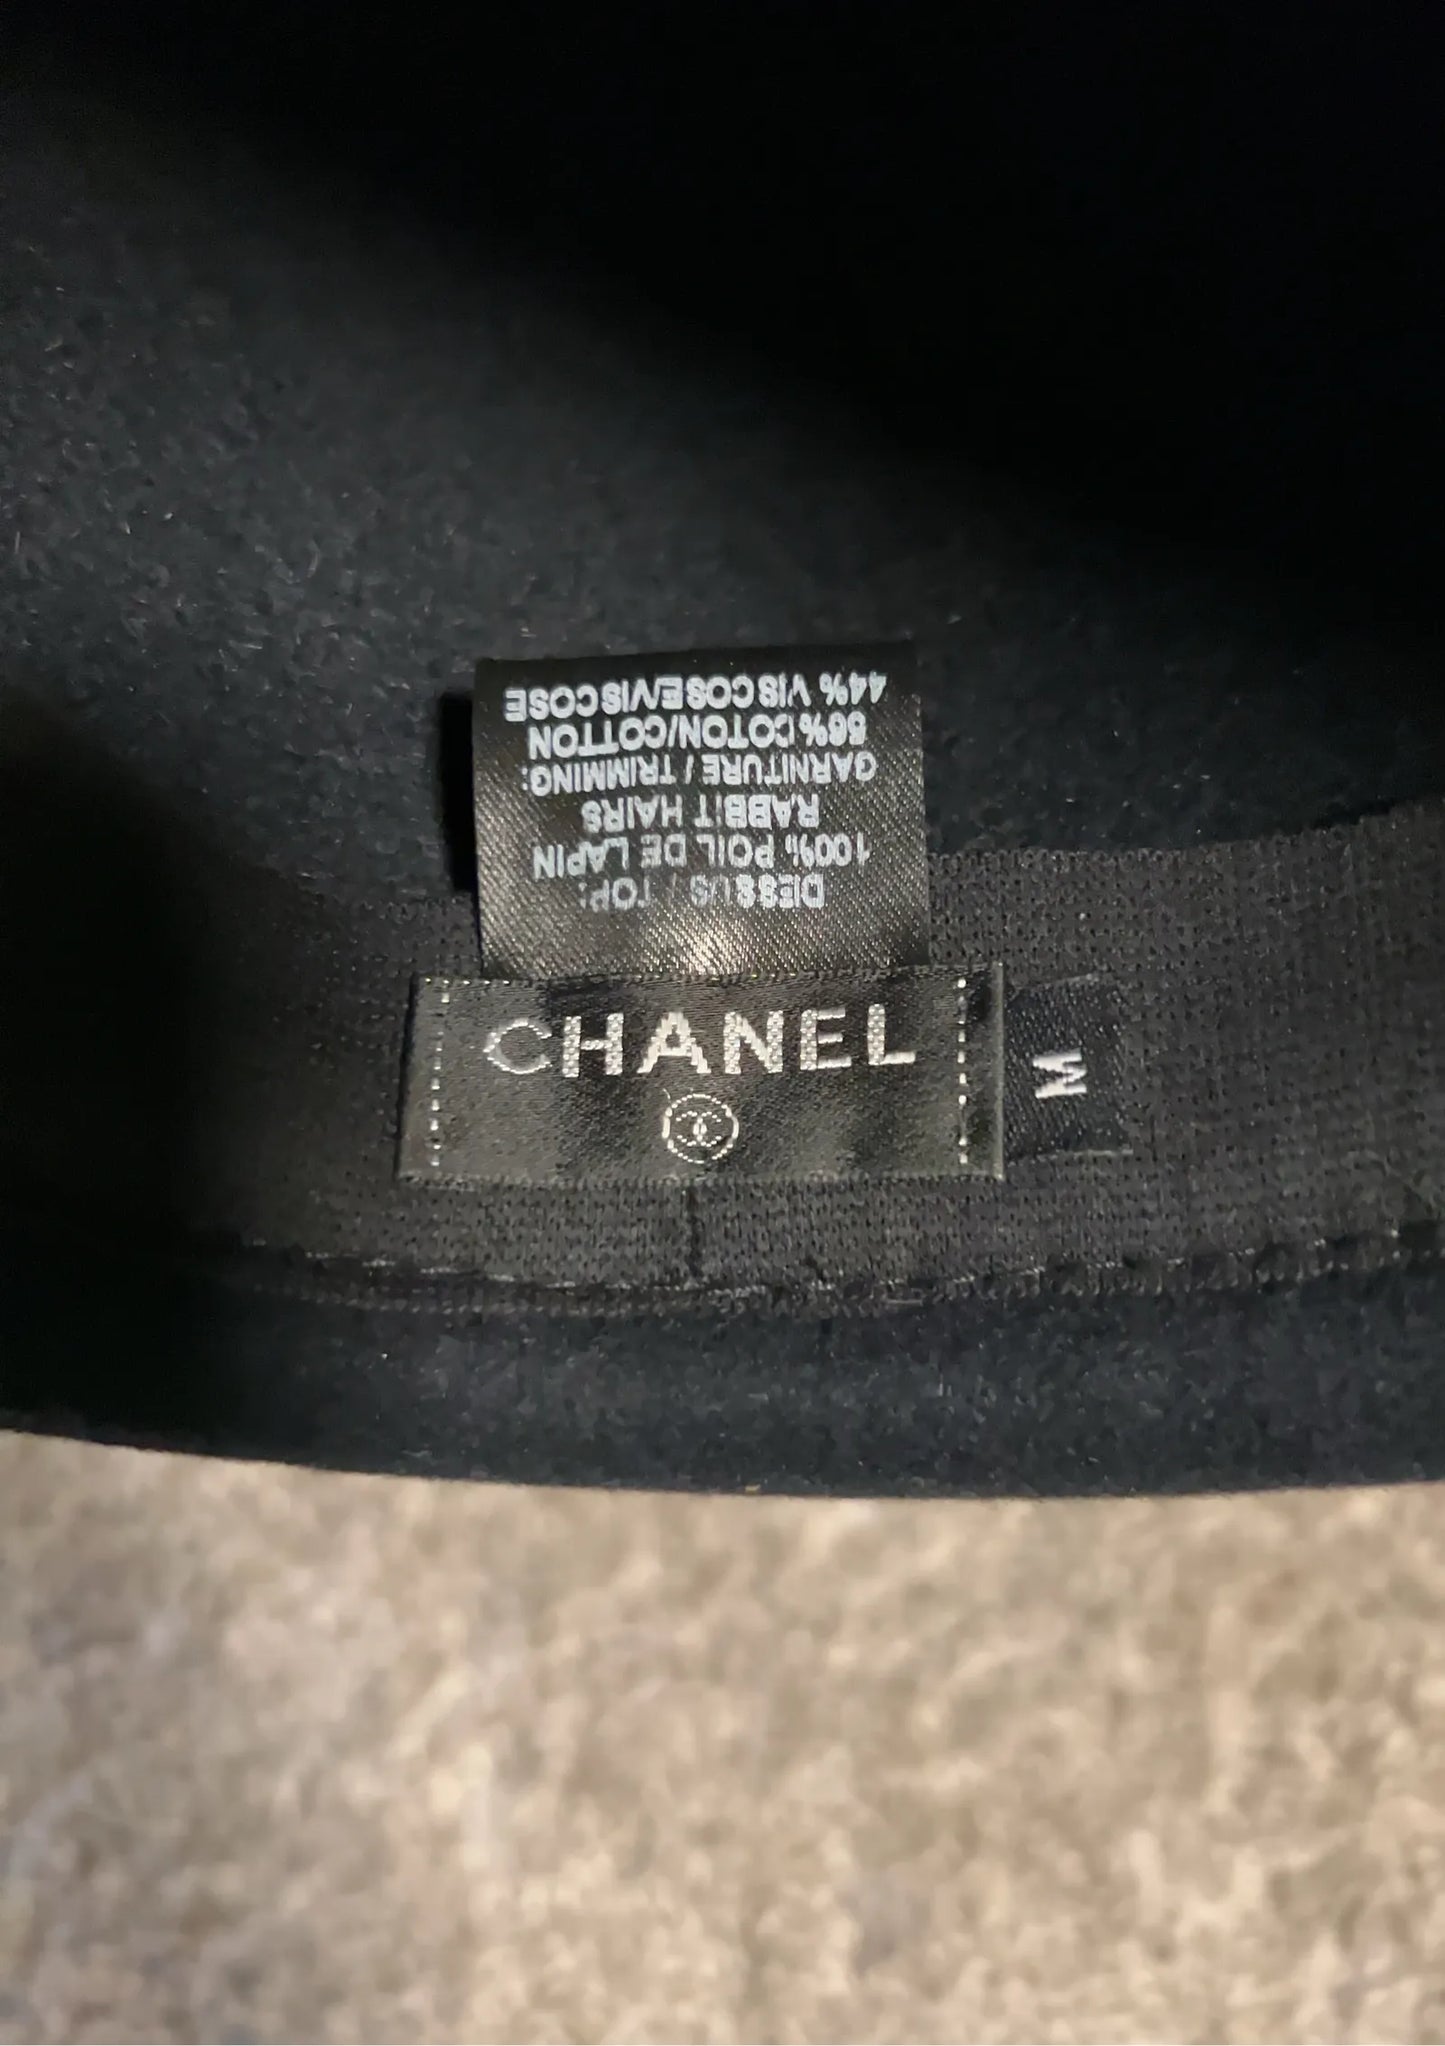 DESSUS / TOP:
100% POIL DE LAPIN
RABBIT HAIRS
GARNITURE / TRIMMING:
56% COTON/COTTON
44% VISCOSE/VISCOSE
CHANEL
M